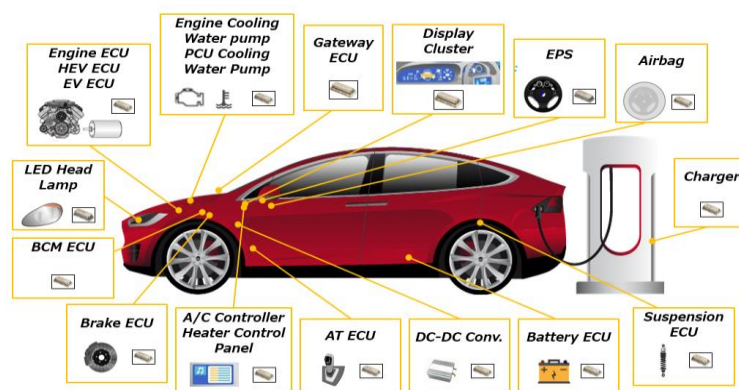 Engine ECU
HEV ECU
EV ECU
Engine Cooling
Water pump
PCU Cooling
Water Pump
Gateway
ECU
Display
Cluster
EPS
Airbag
LED Head
Lamp
Charger
BCM ECU
Brake ECU
A/C Controller
Heater Control
Panel
AT ECU
DC-DC Conv.
Battery ECU
Suspension
ECU